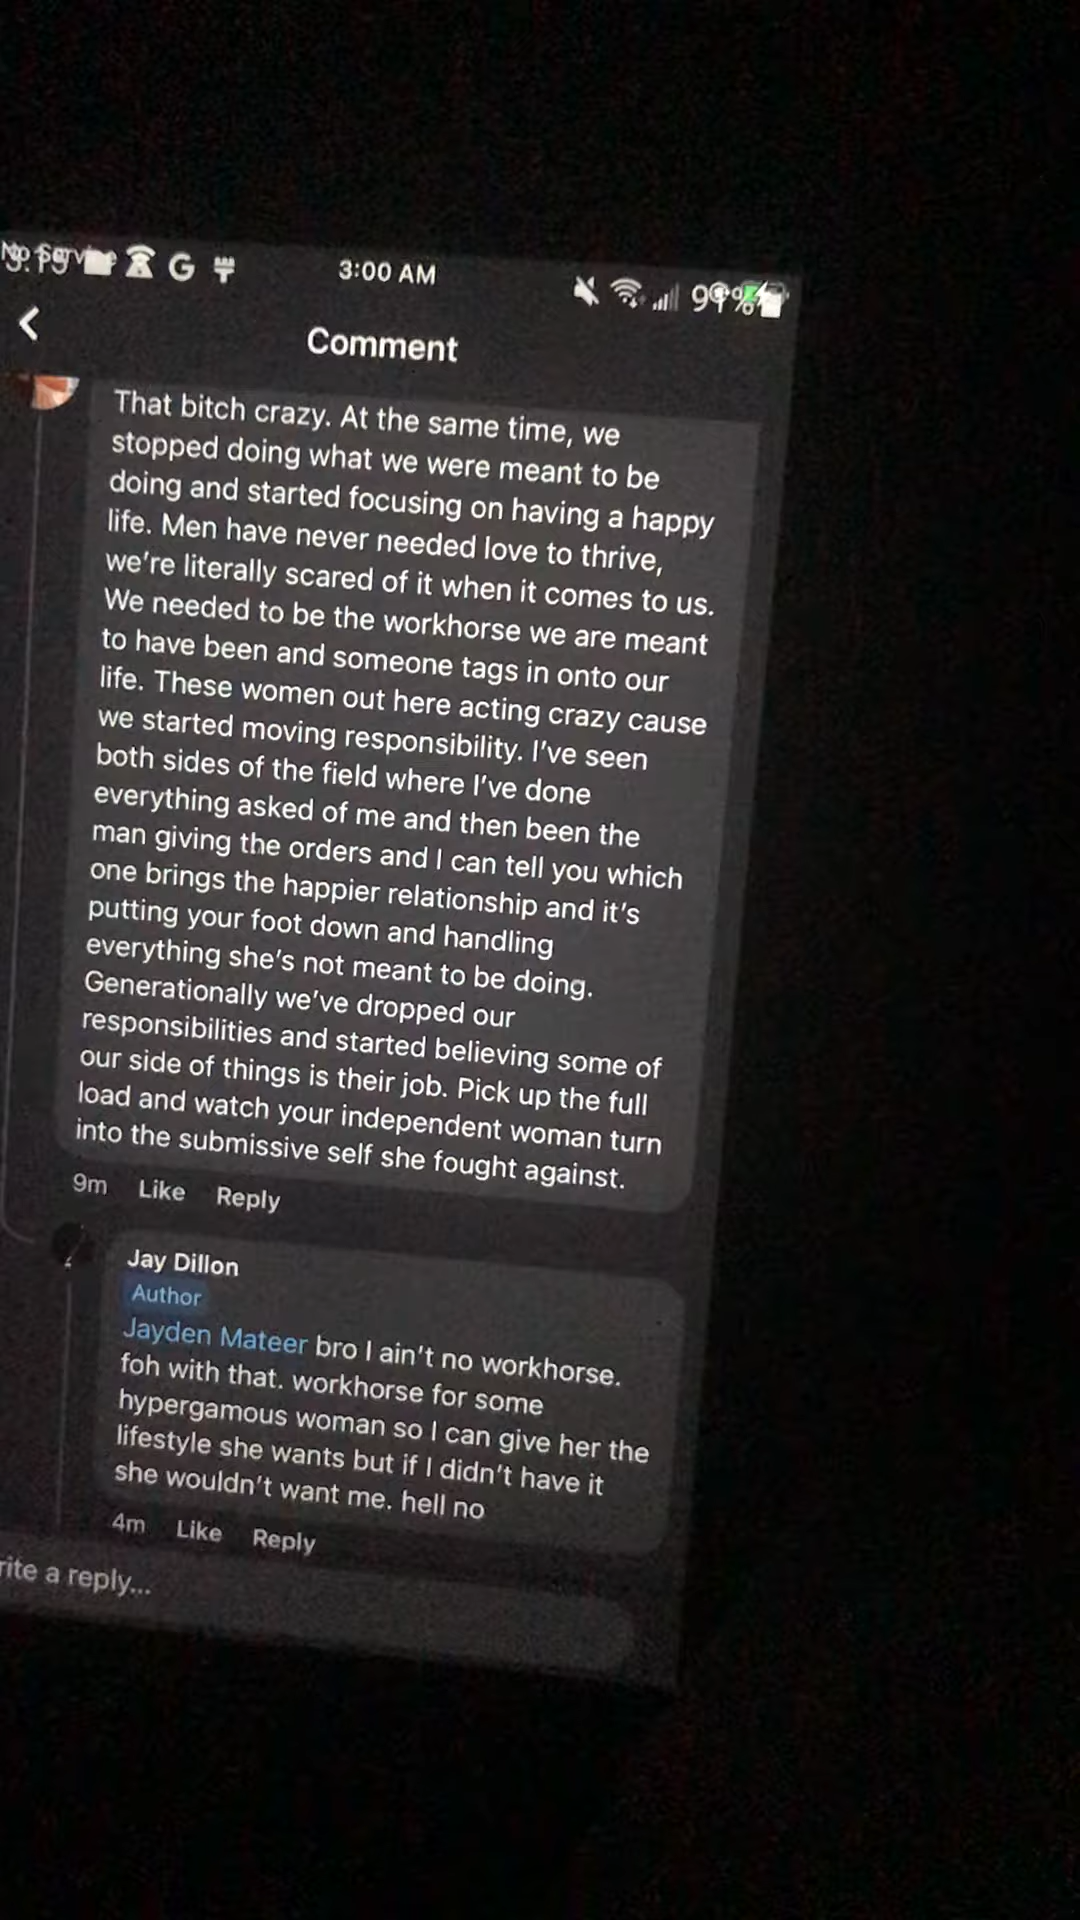 No Service
G
3:00 AM
Comment
That bitch crazy. At the same time, we
stopped doing what we were meant to be
doing and started focusing on having a happy
life. Men have never needed love to thrive,
we're literally scared of it when it comes to us.
We needed to be the workhorse we are meant
to have been and someone tags in onto our
life. These women out here acting crazy cause
we started moving responsibility. I've seen
both sides of the field where I've done
everything asked of me and then been the
man giving the orders and I can tell you which
one brings the happier relationship and it's
putting your foot down and handling
everything she's not meant to be doing.
Generationally we've dropped our
responsibilities and started believing some of
our side of things is their job. Pick up the full
load and watch your independent woman turn
into the submissive self she fought against.
9m Like Reply
Jay Dillon
Author
Jayden Mateer bro I ain't no workhorse.
foh with that. workhorse for some
hypergamous woman so I can give her the
lifestyle she wants but if I didn't have it
she wouldn't want me. hell no
4m Like Reply
rite a reply...